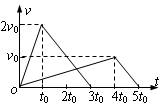 v
2v₀
v₀
O t₀ 2t₀ 3t₀ 4t₀ 5t₀ t